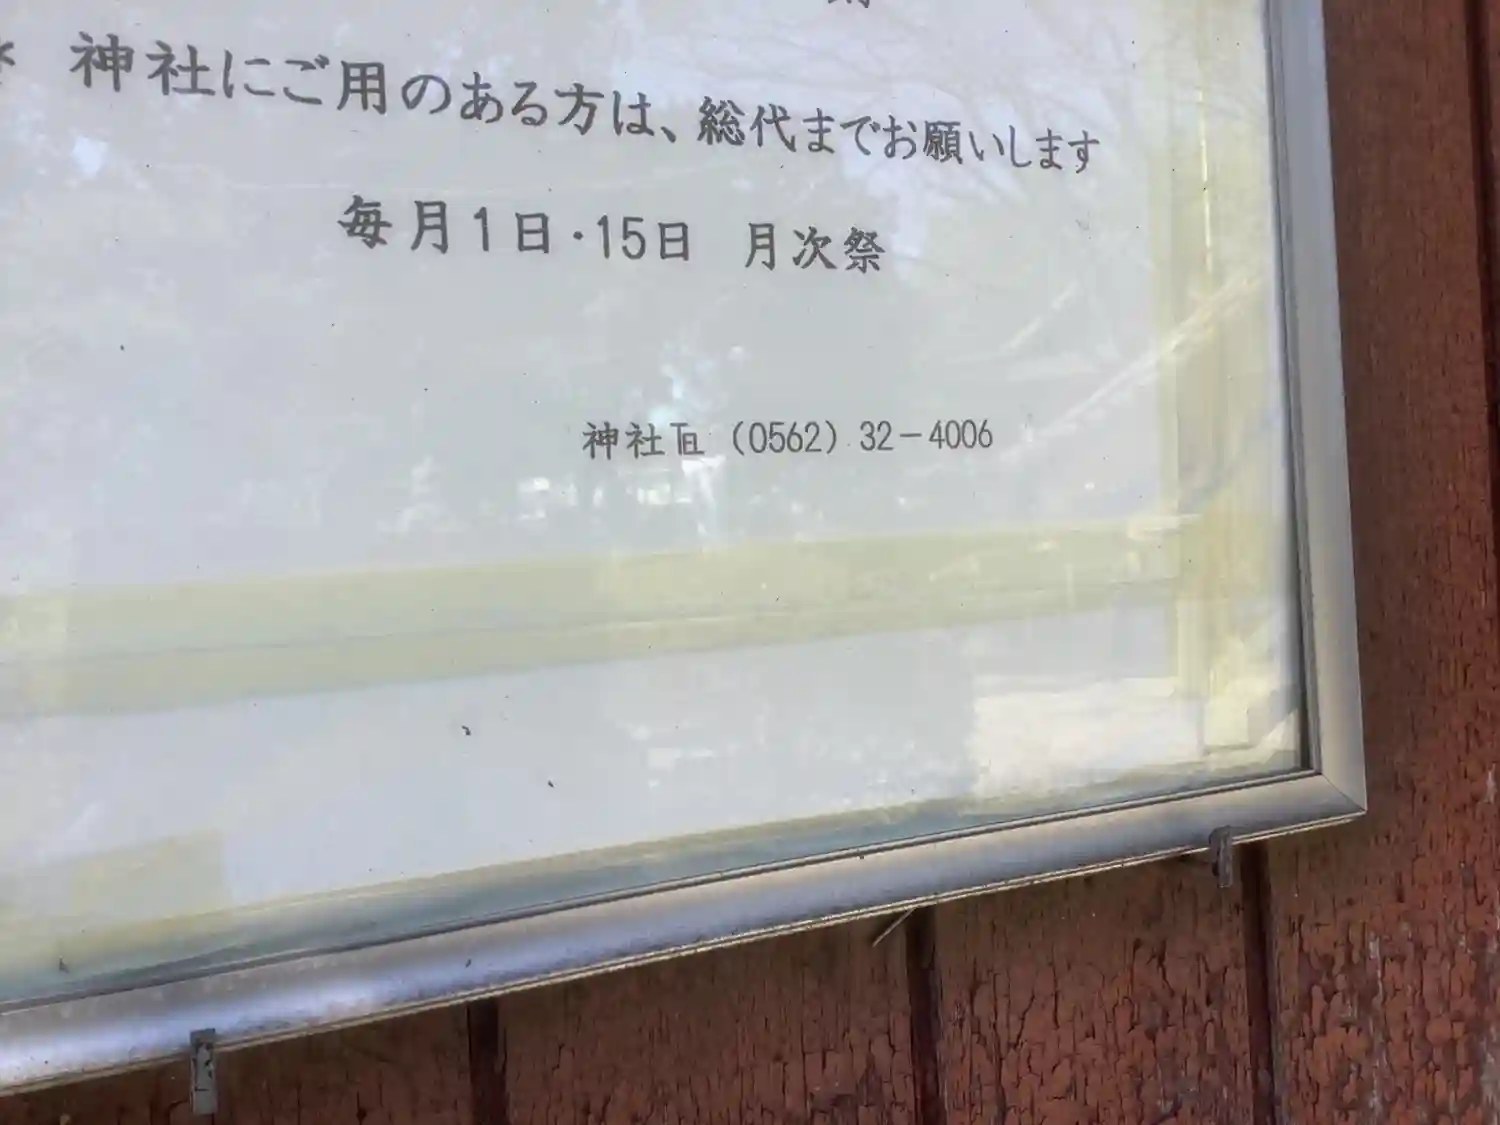 * 神社にご用のある方は、総代までお願いします
毎月1日・15日 月次祭
神社℡ (0562) 32-4006